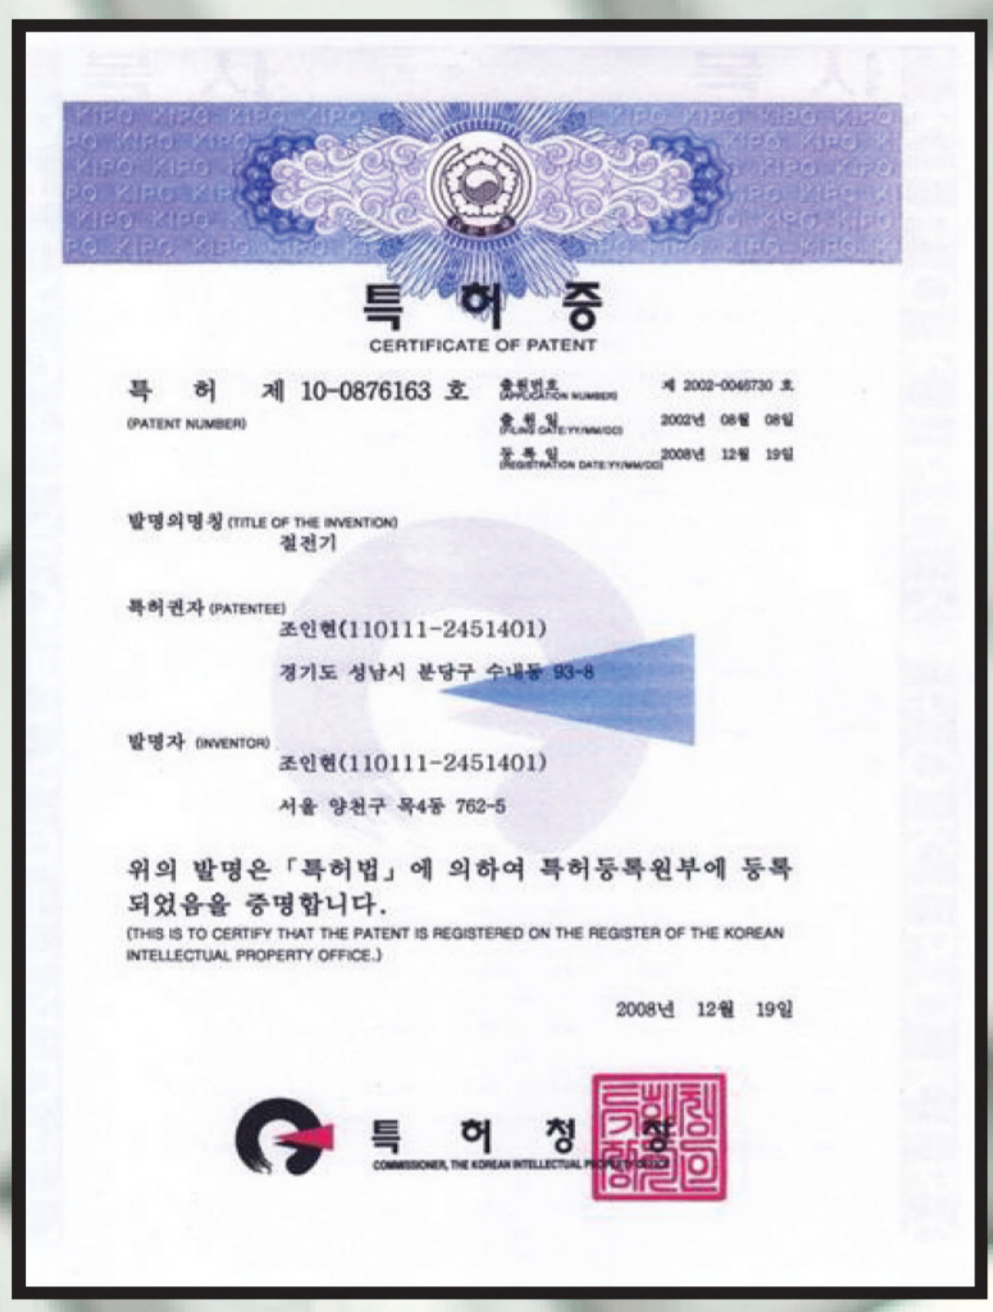 특 허 증
CERTIFICATE OF PATENT
특 허 제 10-0876163 호
(PATENT NUMBER)
출원번호 제 2002-0046730 호
(APPLICATION NUMBER)
출 원 일 2002년 08월 08일
(FILING DATE:YY/MM/DD)
등 록 일 2008년 12월 19일
(REGISTRATION DATE:YY/MM/DD)
발명의명칭 (TITLE OF THE INVENTION)
절전기
특허권자 (PATENTEE)
조인현(110111-2451401)
경기도 성남시 분당구 수내동 93-8
발명자 (INVENTOR)
조인현(110111-2451401)
서울 양천구 목4동 762-5
위의 발명은 「특허법」에 의하여 특허등록원부에 등록
되었음을 증명합니다.
(THIS IS TO CERTIFY THAT THE PATENT IS REGISTERED ON THE REGISTER OF THE KOREAN
INTELLECTUAL PROPERTY OFFICE.)
2008년 12월 19일
특 허 청 장
COMMISSIONER, THE KOREAN INTELLECTUAL PROPERTY OFFICE